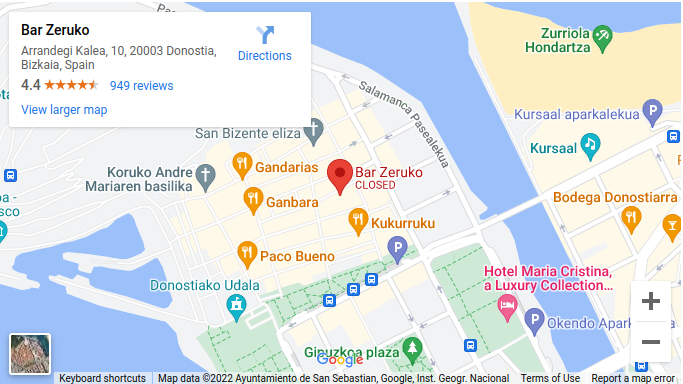 Bar Zeruko
Arrandegi Kalea, 10, 20003 Donostia,
Bizkaia, Spain
4.4
949 reviews
View larger map
Directions
Zurriola
Hondartza
Salamanca Pasealekua
Kursaal aparkalekua
P
San Bizente eliza
Kursaal
Koruko Andre
Mariaren basilika
Gandarias
Bar Zeruko
CLOSED
Ganbara
Bodega Donostiarra
Kukurruku
Paco Bueno
P
Donostiako Udala
Hotel Maria Cristina,
a Luxury Collection...
P
Okendo Aparka
Gipuzkoa plaza
Google
Keyboard shortcuts
Map data ©2022 Ayuntamiento de San Sebastian, Google, Inst. Geogr. Nacional
Terms of Use
Report a map error